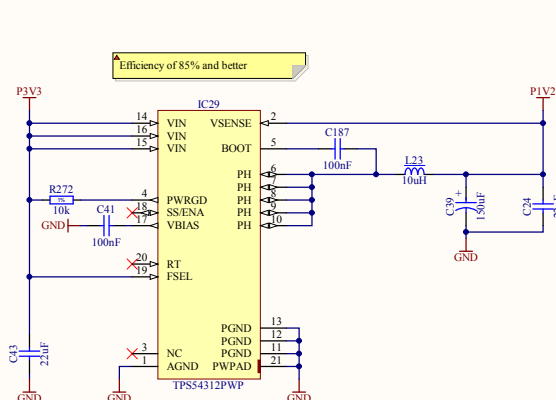 Efficiency of 85% and better
P3V3
P1V2
IC29
14 VIN
16 VIN
15 VIN
VSENSE 2
BOOT 5
C187
100nF
PH 6
PH 7
PH 8
PH 9
PH 10
L23
10uH
R272
1%
10k
4 PWRGD
18 SS/ENA
17 VBIAS
C41
100nF
GND
C39
+
150uF
C24
GND
20 RT
19 FSEL
C43
22uF
3 NC
1 AGND
PGND 13
PGND 12
PGND 11
PWPAD 21
TPS54312PWP
GND
GND
GND